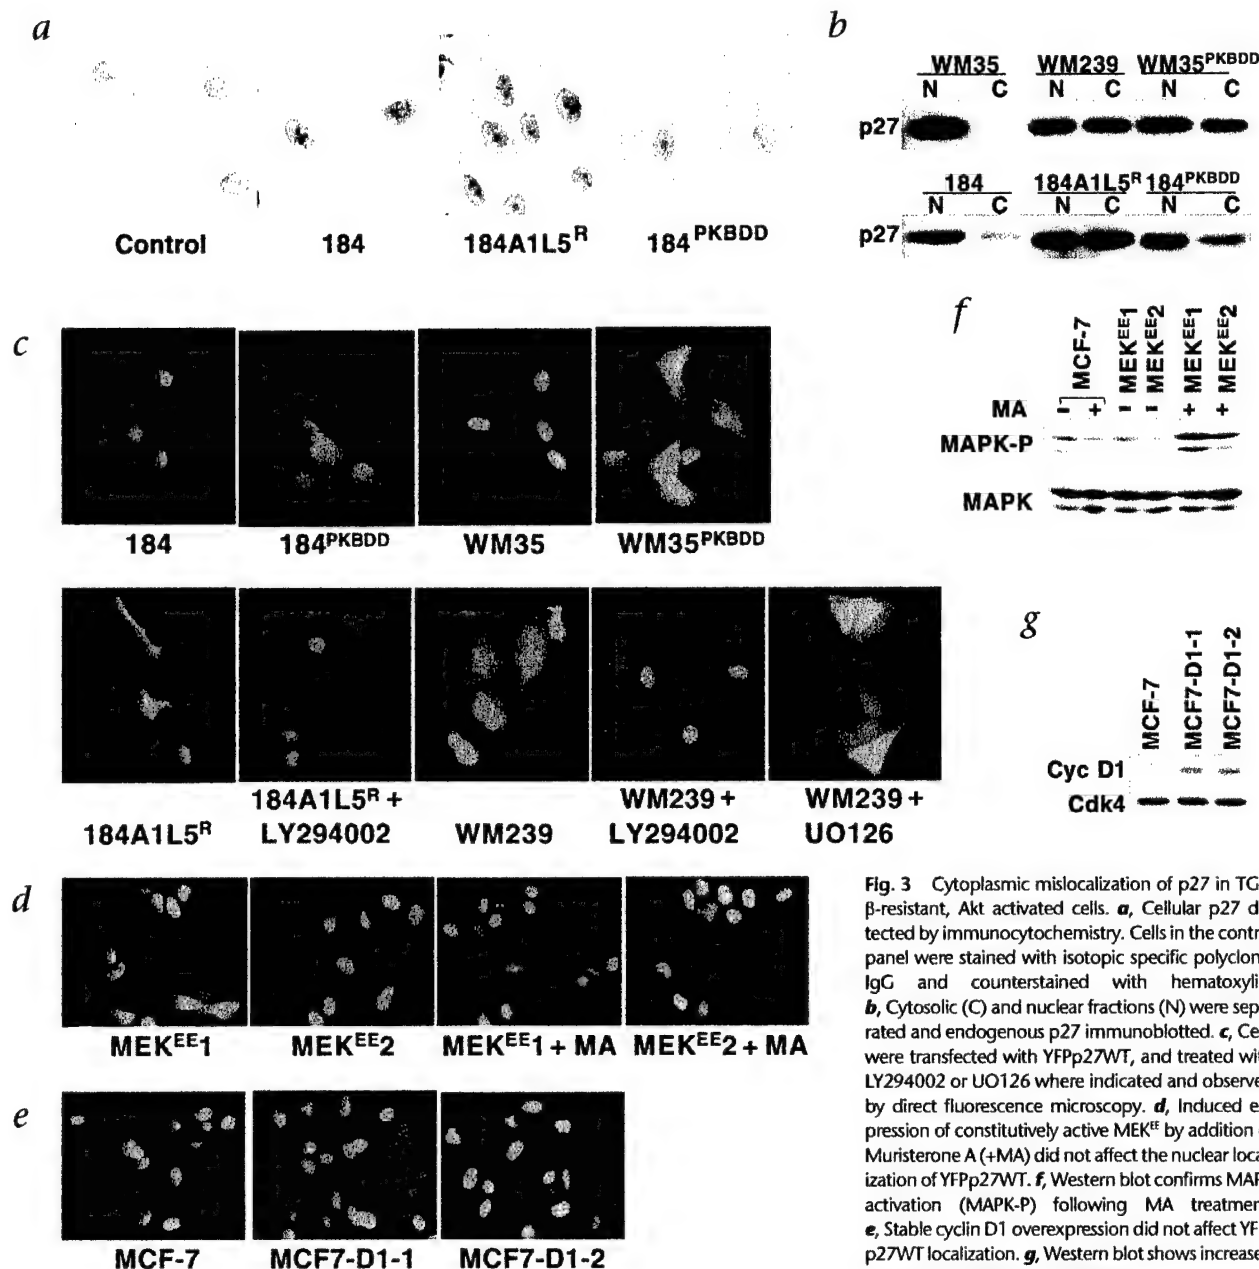 a
b
WM35 WM239 WM35PKBDD
N C N C N C
p27
184 184A1L5R 184PKBDD
N C N C N C
p27
Control 184 184A1L5R 184PKBDD
c
184 184PKBDD WM35 WM35PKBDD
184A1L5R 184A1L5R + LY294002 WM239 WM239 + LY294002 WM239 + UO126
d
MEKEE1 MEKEE2 MEKEE1 + MA MEKEE2 + MA
e
MCF-7 MCF7-D1-1 MCF7-D1-2
f
MCF-7 MEKEE1 MEKEE2 MEKEE1 MEKEE2
MA - + - - + +
MAPK-P
MAPK
g
MCF-7 MCF7-D1-1 MCF7-D1-2
Cyc D1
Cdk4
Fig. 3 Cytoplasmic mislocalization of p27 in TG
β-resistant, Akt activated cells. a, Cellular p27 d
tected by immunocytochemistry. Cells in the contr
panel were stained with isotopic specific polyclon
IgG and counterstained with hematoxyli
b, Cytosolic (C) and nuclear fractions (N) were sep
rated and endogenous p27 immunoblotted. c, Ce
were transfected with YFPp27WT, and treated wi
LY294002 or UO126 where indicated and observe
by direct fluorescence microscopy. d, Induced e
pression of constitutively active MEKEE by addition
Muristerone A (+MA) did not affect the nuclear loca
ization of YFPp27WT. f, Western blot confirms MAP
activation (MAPK-P) following MA treatmen
e, Stable cyclin D1 overexpression did not affect YF
p27WT localization. g, Western blot shows increase